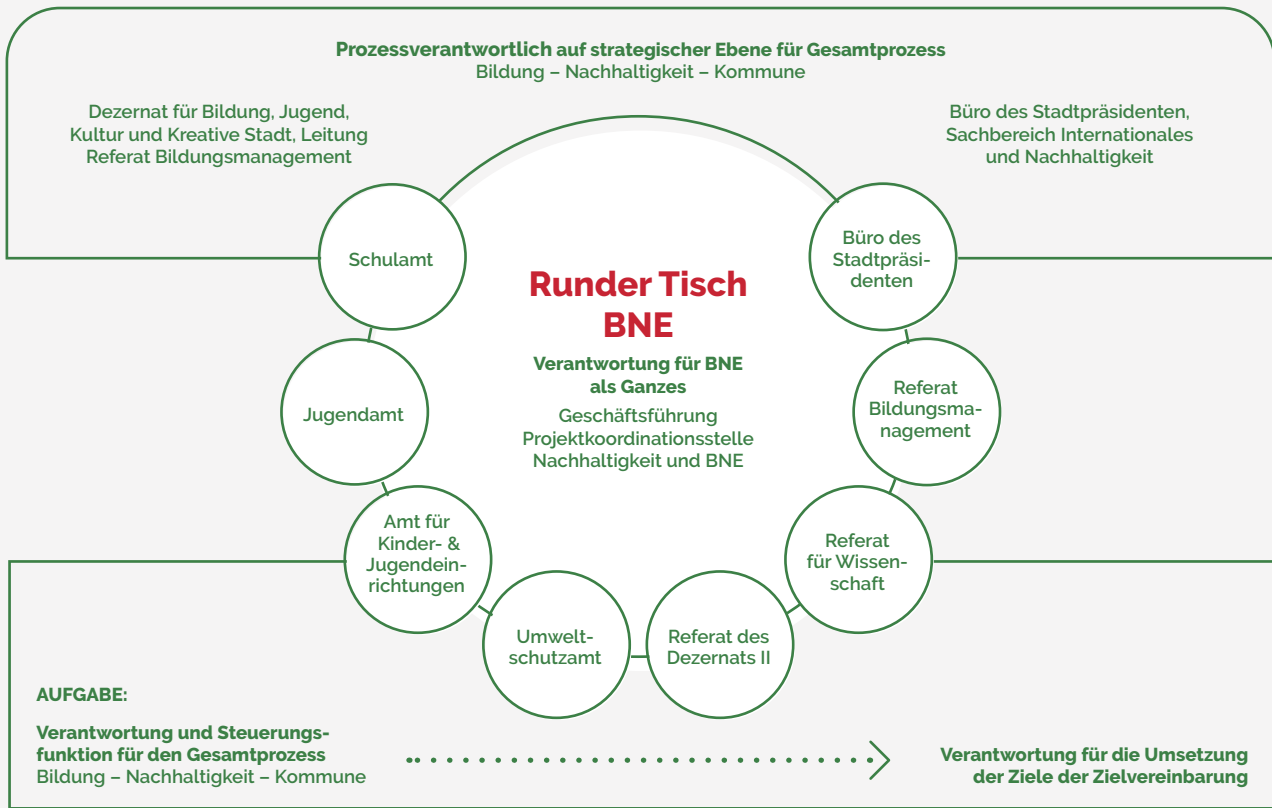 Prozessverantwortlich auf strategischer Ebene für Gesamtprozess
Bildung – Nachhaltigkeit – Kommune
Dezernat für Bildung, Jugend,
Kultur und Kreative Stadt, Leitung
Referat Bildungsmanagement
Büro des Stadtpräsidenten,
Sachbereich Internationales
und Nachhaltigkeit
Schulamt
Büro des
Stadtpräsi-
denten
Runder Tisch
BNE
Verantwortung für BNE
als Ganzes
Geschäftsführung
Projektkoordinationsstelle
Nachhaltigkeit und BNE
Jugendamt
Referat
Bildungsma-
nagement
Amt für
Kinder- &
Jugendein-
richtungen
Referat
für Wissen-
schaft
Umwelt-
schutzamt
Referat des
Dezernats II
AUFGABE:
Verantwortung und Steuerungs-
funktion für den Gesamtprozess
Bildung – Nachhaltigkeit – Kommune
Verantwortung für die Umsetzung
der Ziele der Zielvereinbarung